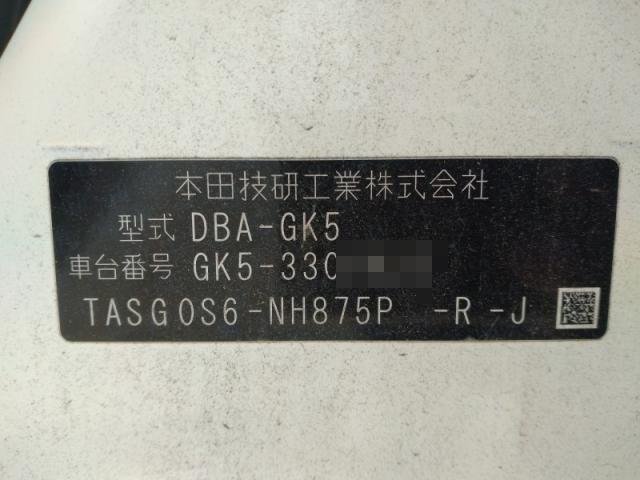 本田技研工業株式会社
型式 DBA-GK5
車台番号 GK5-330
TASG0S6-NH875P -R-J